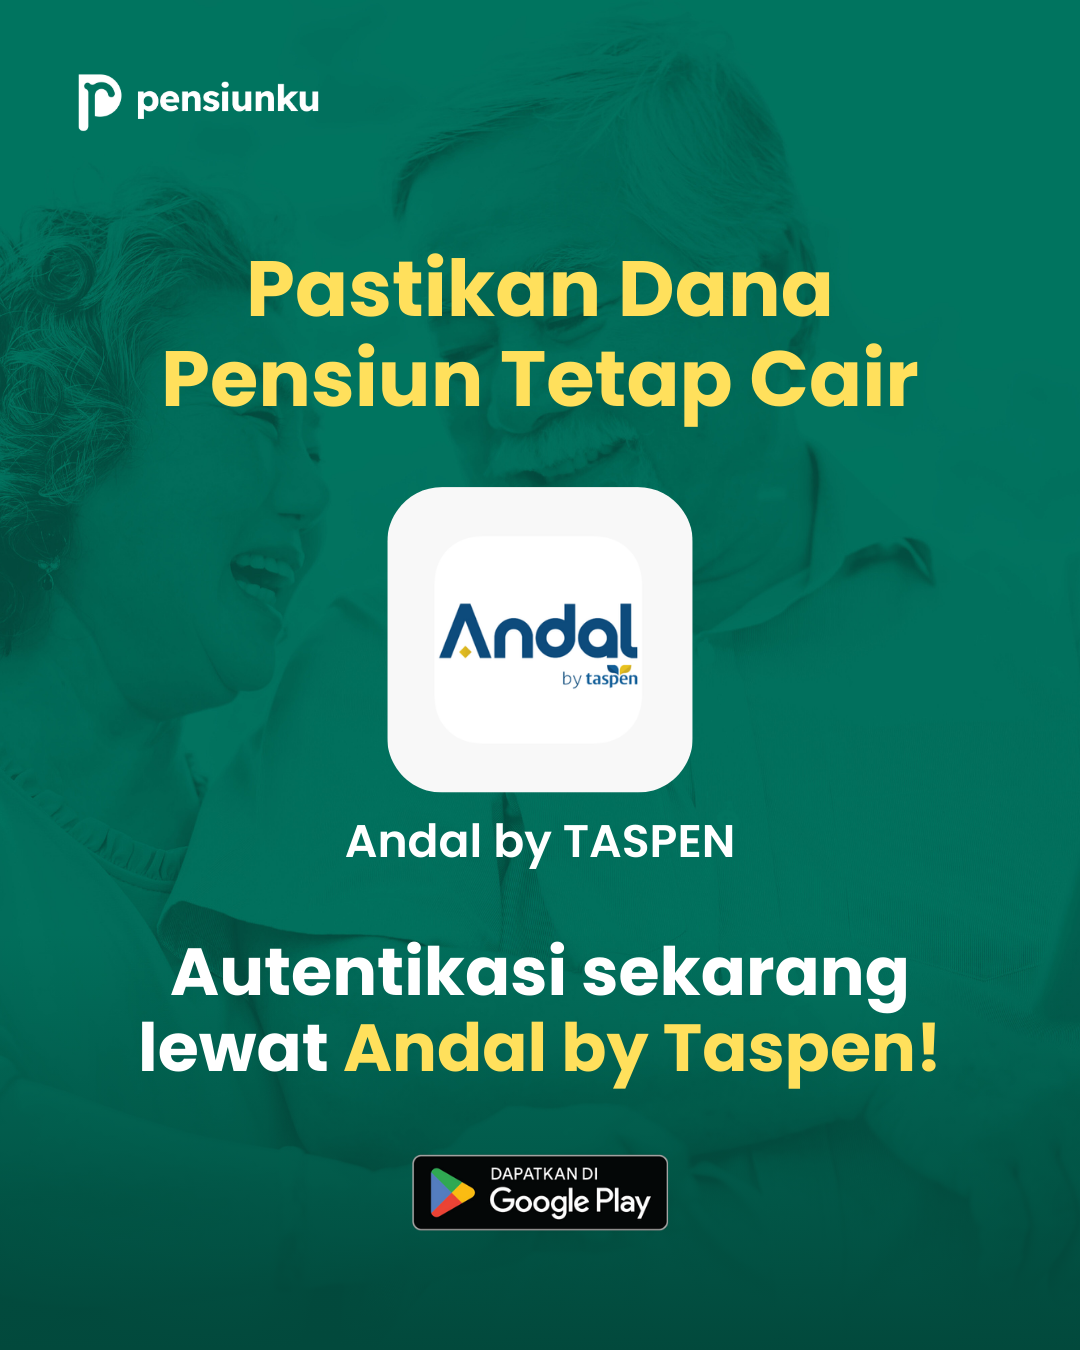 pensiunku
Pastikan Dana
Pensiun Tetap Cair
Andal
by taspen
Andal by TASPEN
Autentikasi sekarang
lewat Andal by Taspen!
DAPATKAN DI
Google Play